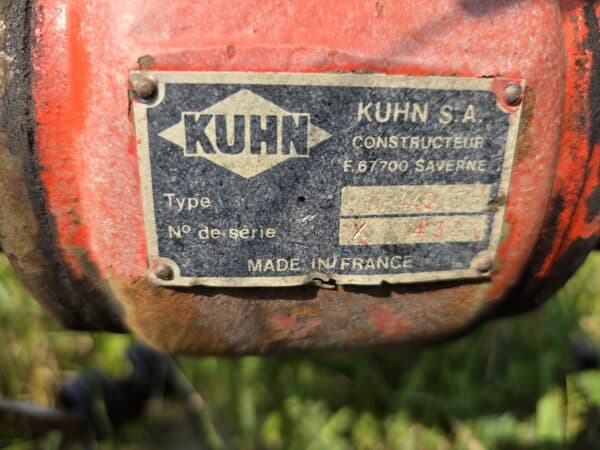 KUHN
KUHN S.A.
CONSTRUCTEUR
F. 67700 SAVERNE
Type
N° de série
MADE IN FRANCE